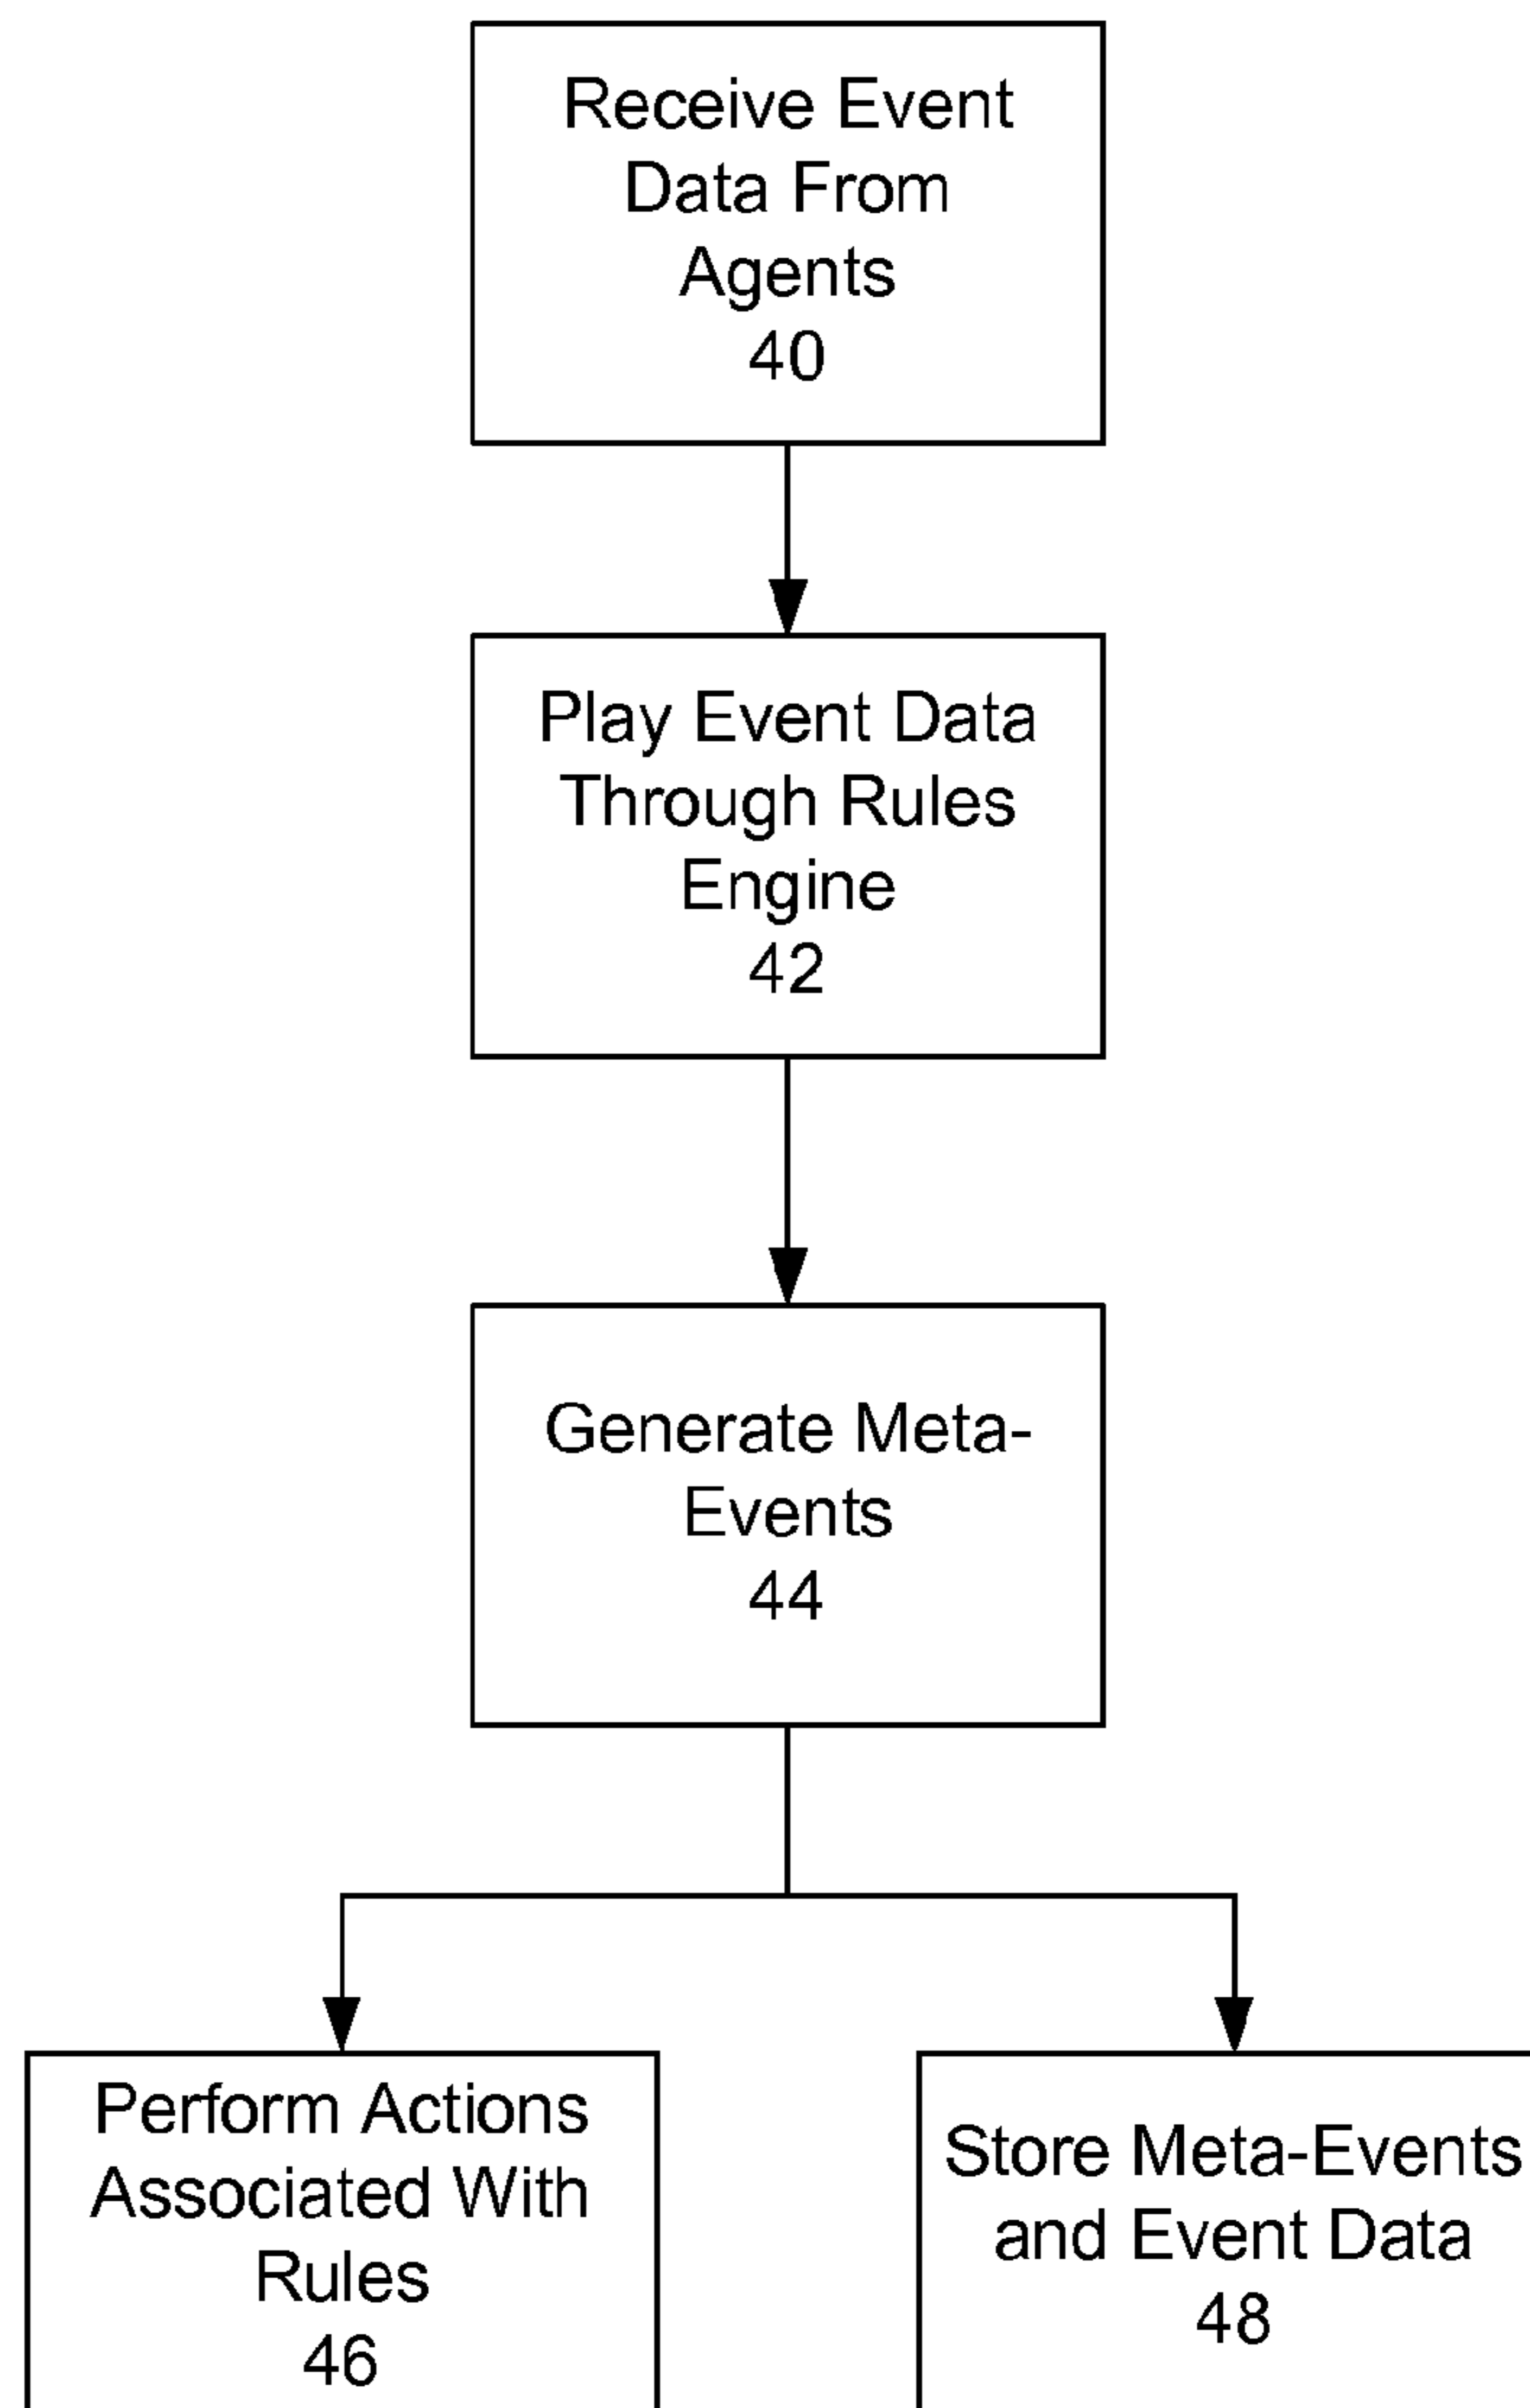 Receive Event
Data From
Agents
40
Play Event Data
Through Rules
Engine
42
Generate Meta-
Events
44
Perform Actions
Associated With
Rules
46
Store Meta-Events
and Event Data
48